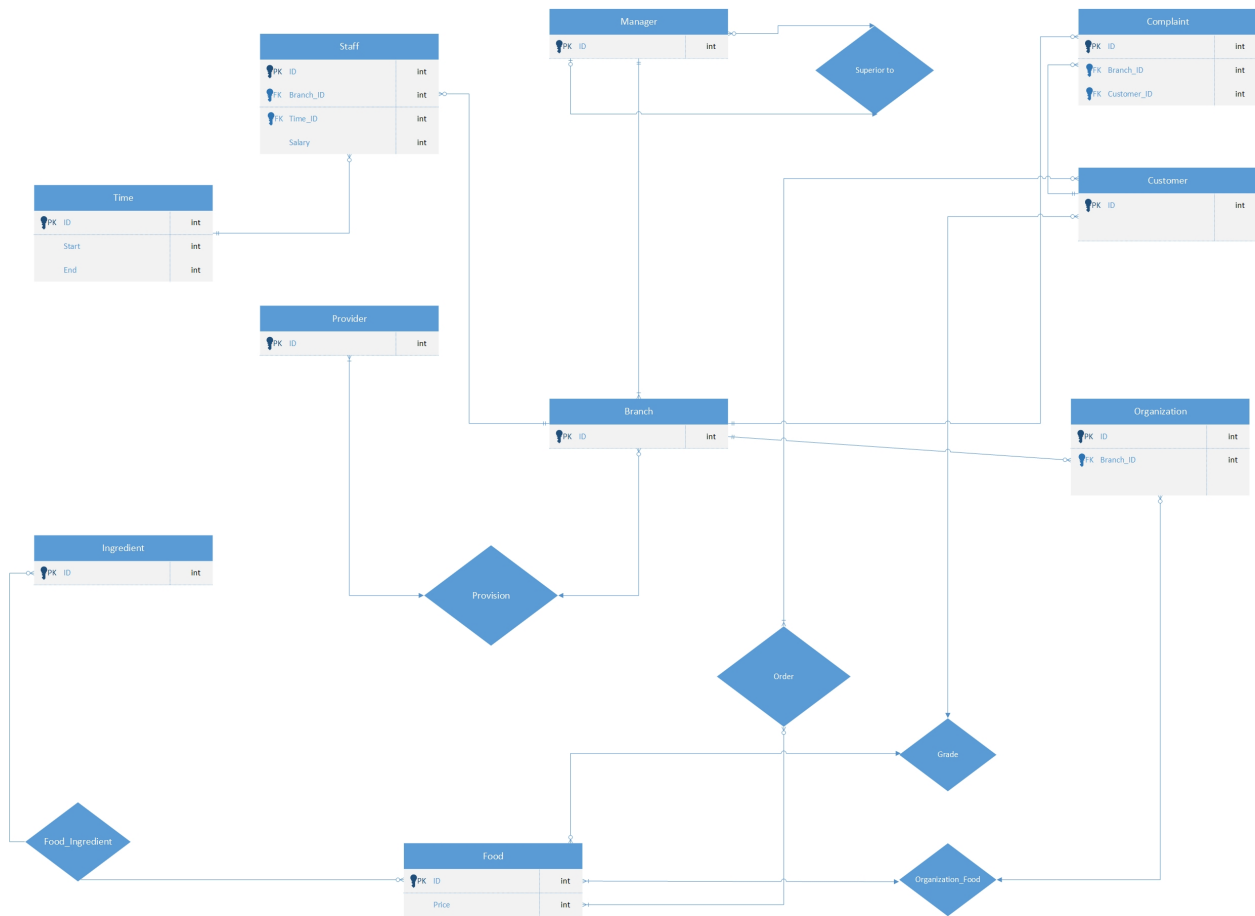 Manager
PK ID int
Complaint
PK ID int
FK Branch_ID int
FK Customer_ID int
Staff
PK ID int
FK Branch_ID int
FK Time_ID int
Salary int
Superior to
Time
PK ID int
Start int
End int
Customer
PK ID int
Provider
PK ID int
Branch
PK ID int
Organization
PK ID int
FK Branch_ID int
Ingredient
PK ID int
Provision
Order
Grade
Food_Ingredient
Food
PK ID int
Price int
Organization_Food